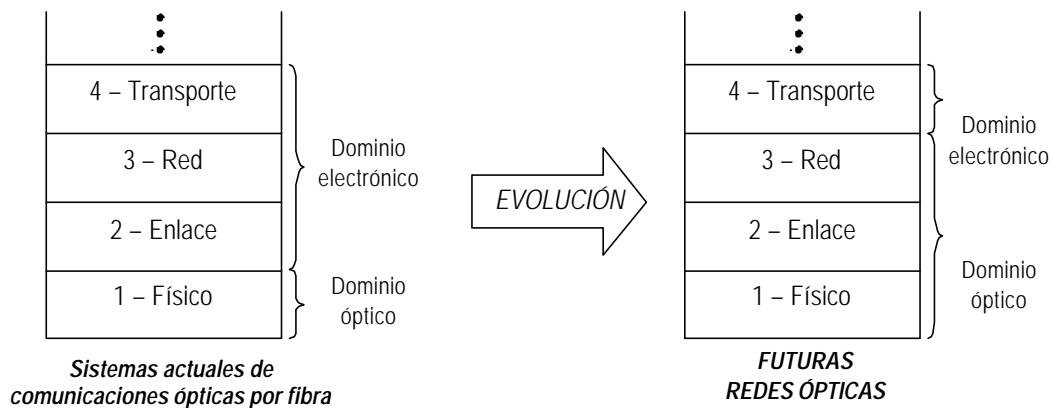 4 – Transporte
3 – Red
2 – Enlace
1 – Físico
Dominio
electrónico
Dominio
óptico
Sistemas actuales de
comunicaciones ópticas por fibra
EVOLUCIÓN
4 – Transporte
3 – Red
2 – Enlace
1 – Físico
Dominio
electrónico
Dominio
óptico
FUTURAS
REDES ÓPTICAS